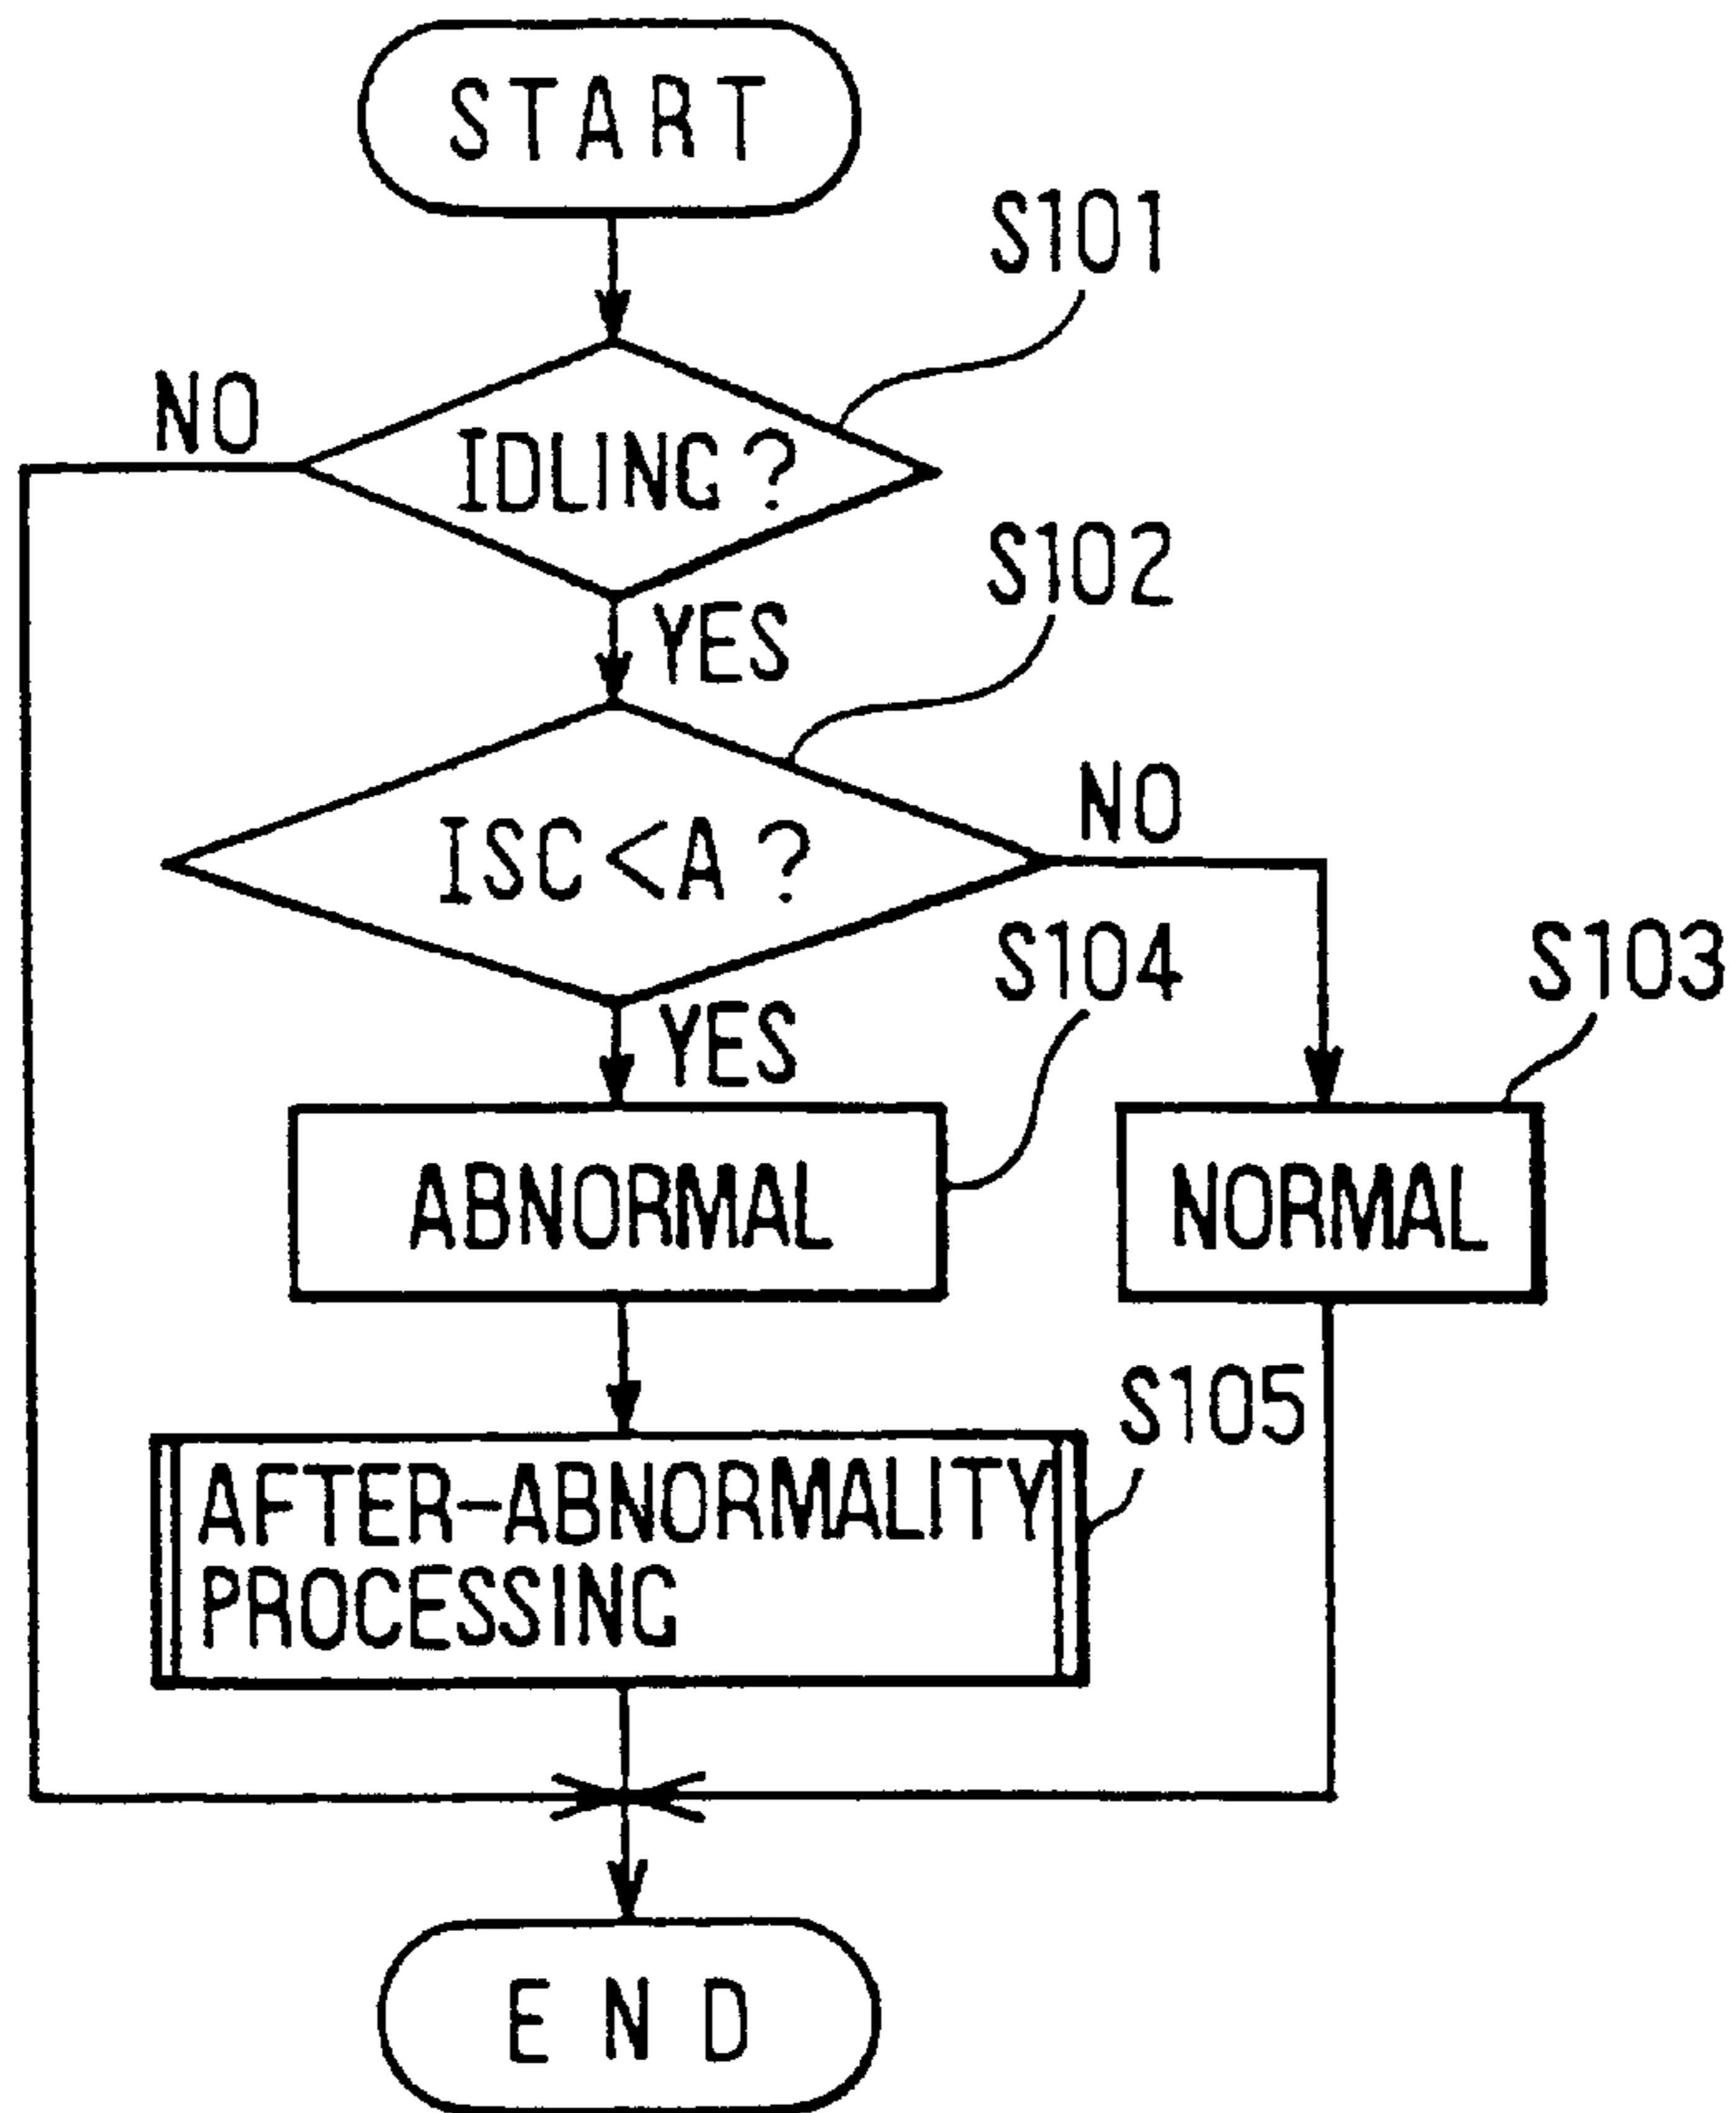 START
S101
NO
IDLING?
S102
YES
ISC<A?
NO
S104
S103
YES
ABNORMAL
NORMAL
S105
AFTER-ABNORMALITY
PROCESSING
END